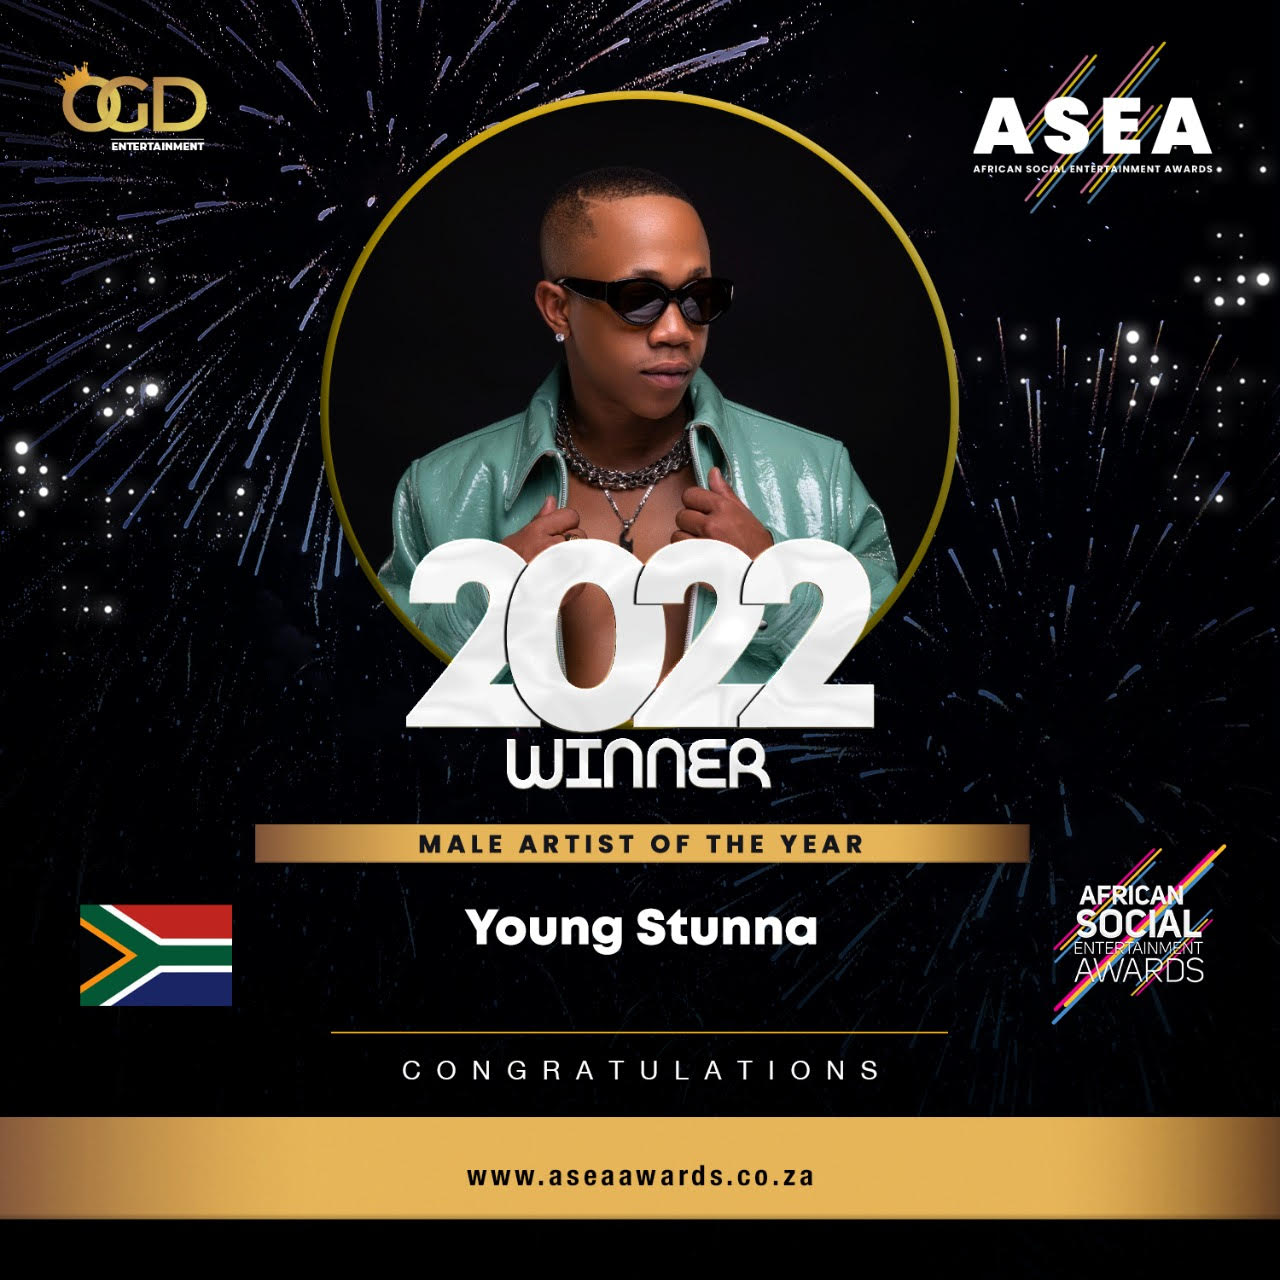 OGD
ENTERTAINMENT
ASEA
AFRICAN SOCIAL ENTERTAINMENT AWARDS
2022
WINNER
MALE ARTIST OF THE YEAR
Young Stunna
AFRICAN
SOCIAL
ENTERTAINMENT
AWARDS
CONGRATULATIONS
www.aseaawards.co.za